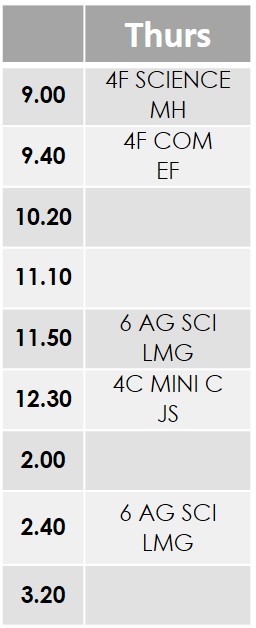 Thurs
9.00
4F SCIENCE
MH
9.40
4F COM
EF
10.20
11.10
11.50
6 AG SCI
LMG
12.30
4C MINI C
JS
2.00
2.40
6 AG SCI
LMG
3.20